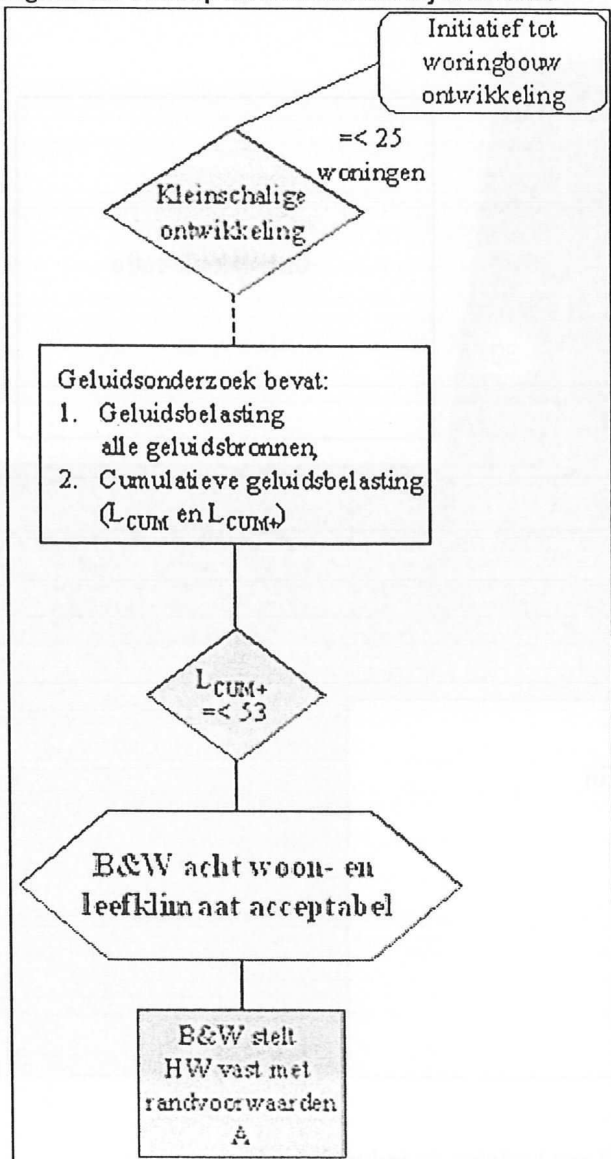 Initiatief tot
woningbouw
ontwikkeling
=< 25
woningen
Kleinschalige
ontwikkeling
Geluidsonderzoek bevat:
1. Geluidsbelasting
alle geluidsbronnen,
2. Cumulatieve geluidsbelasting
(LCUM en LCUM+)
LCUM+
=< 53
B&W acht woon- en
leefklimaat acceptabel
B&W stelt
HW vast met
randvoorwaarden
A